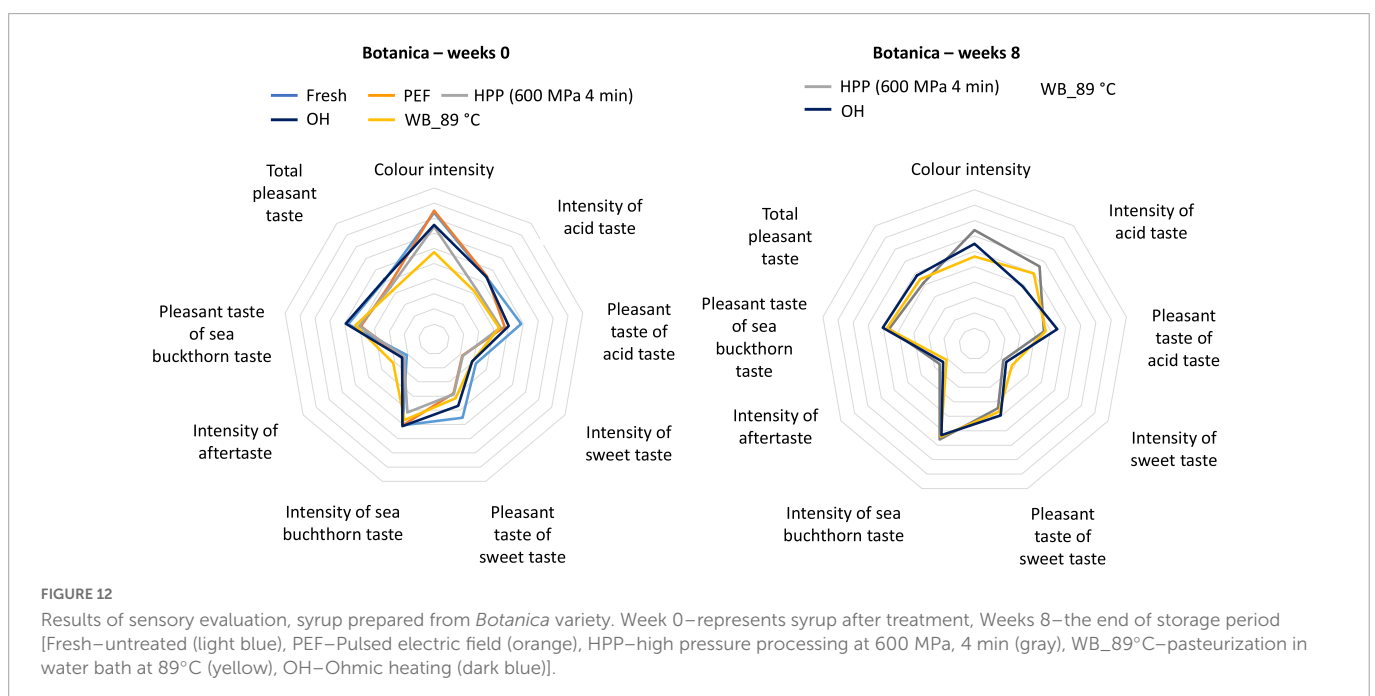 Botanica – weeks 0
Fresh
PEF
HPP (600 MPa 4 min)
OH
WB_89 °C
Colour intensity
Intensity of
acid taste
Pleasant
taste of
acid taste
Intensity of
sweet taste
Pleasant
taste of
sweet taste
Intensity of sea
buchthorn taste
Intensity of
aftertaste
Pleasant taste
of sea
buckthorn taste
Total
pleasant
taste
Botanica – weeks 8
HPP (600 MPa 4 min)
WB_89 °C
OH
Colour intensity
Intensity of
acid taste
Pleasant
taste of
acid taste
Intensity of
sweet taste
Pleasant
taste of
sweet taste
Intensity of sea
buchthorn taste
Intensity of
aftertaste
Pleasant taste
of sea
buckthorn
taste
Total
pleasant
taste
FIGURE 12
Results of sensory evaluation, syrup prepared from Botanica variety. Week 0–represents syrup after treatment, Weeks 8–the end of storage period
[Fresh–untreated (light blue), PEF–Pulsed electric field (orange), HPP–high pressure processing at 600 MPa, 4 min (gray), WB_89°C–pasteurization in
water bath at 89°C (yellow), OH–Ohmic heating (dark blue)].